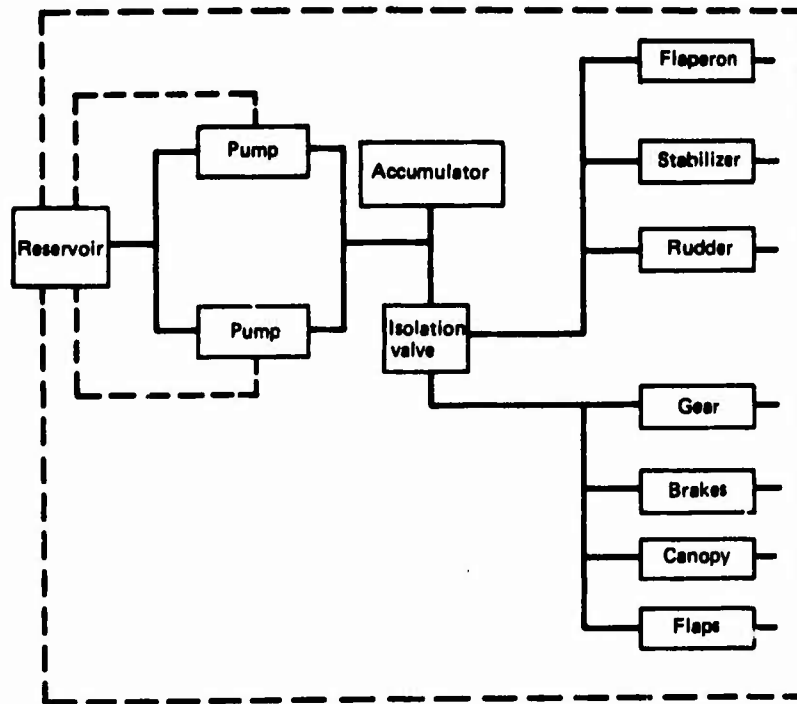 Flaperon
Pump
Accumulator
Stabilizer
Reservoir
Rudder
Pump
Isolation
valve
Gear
Brakes
Canopy
Flaps